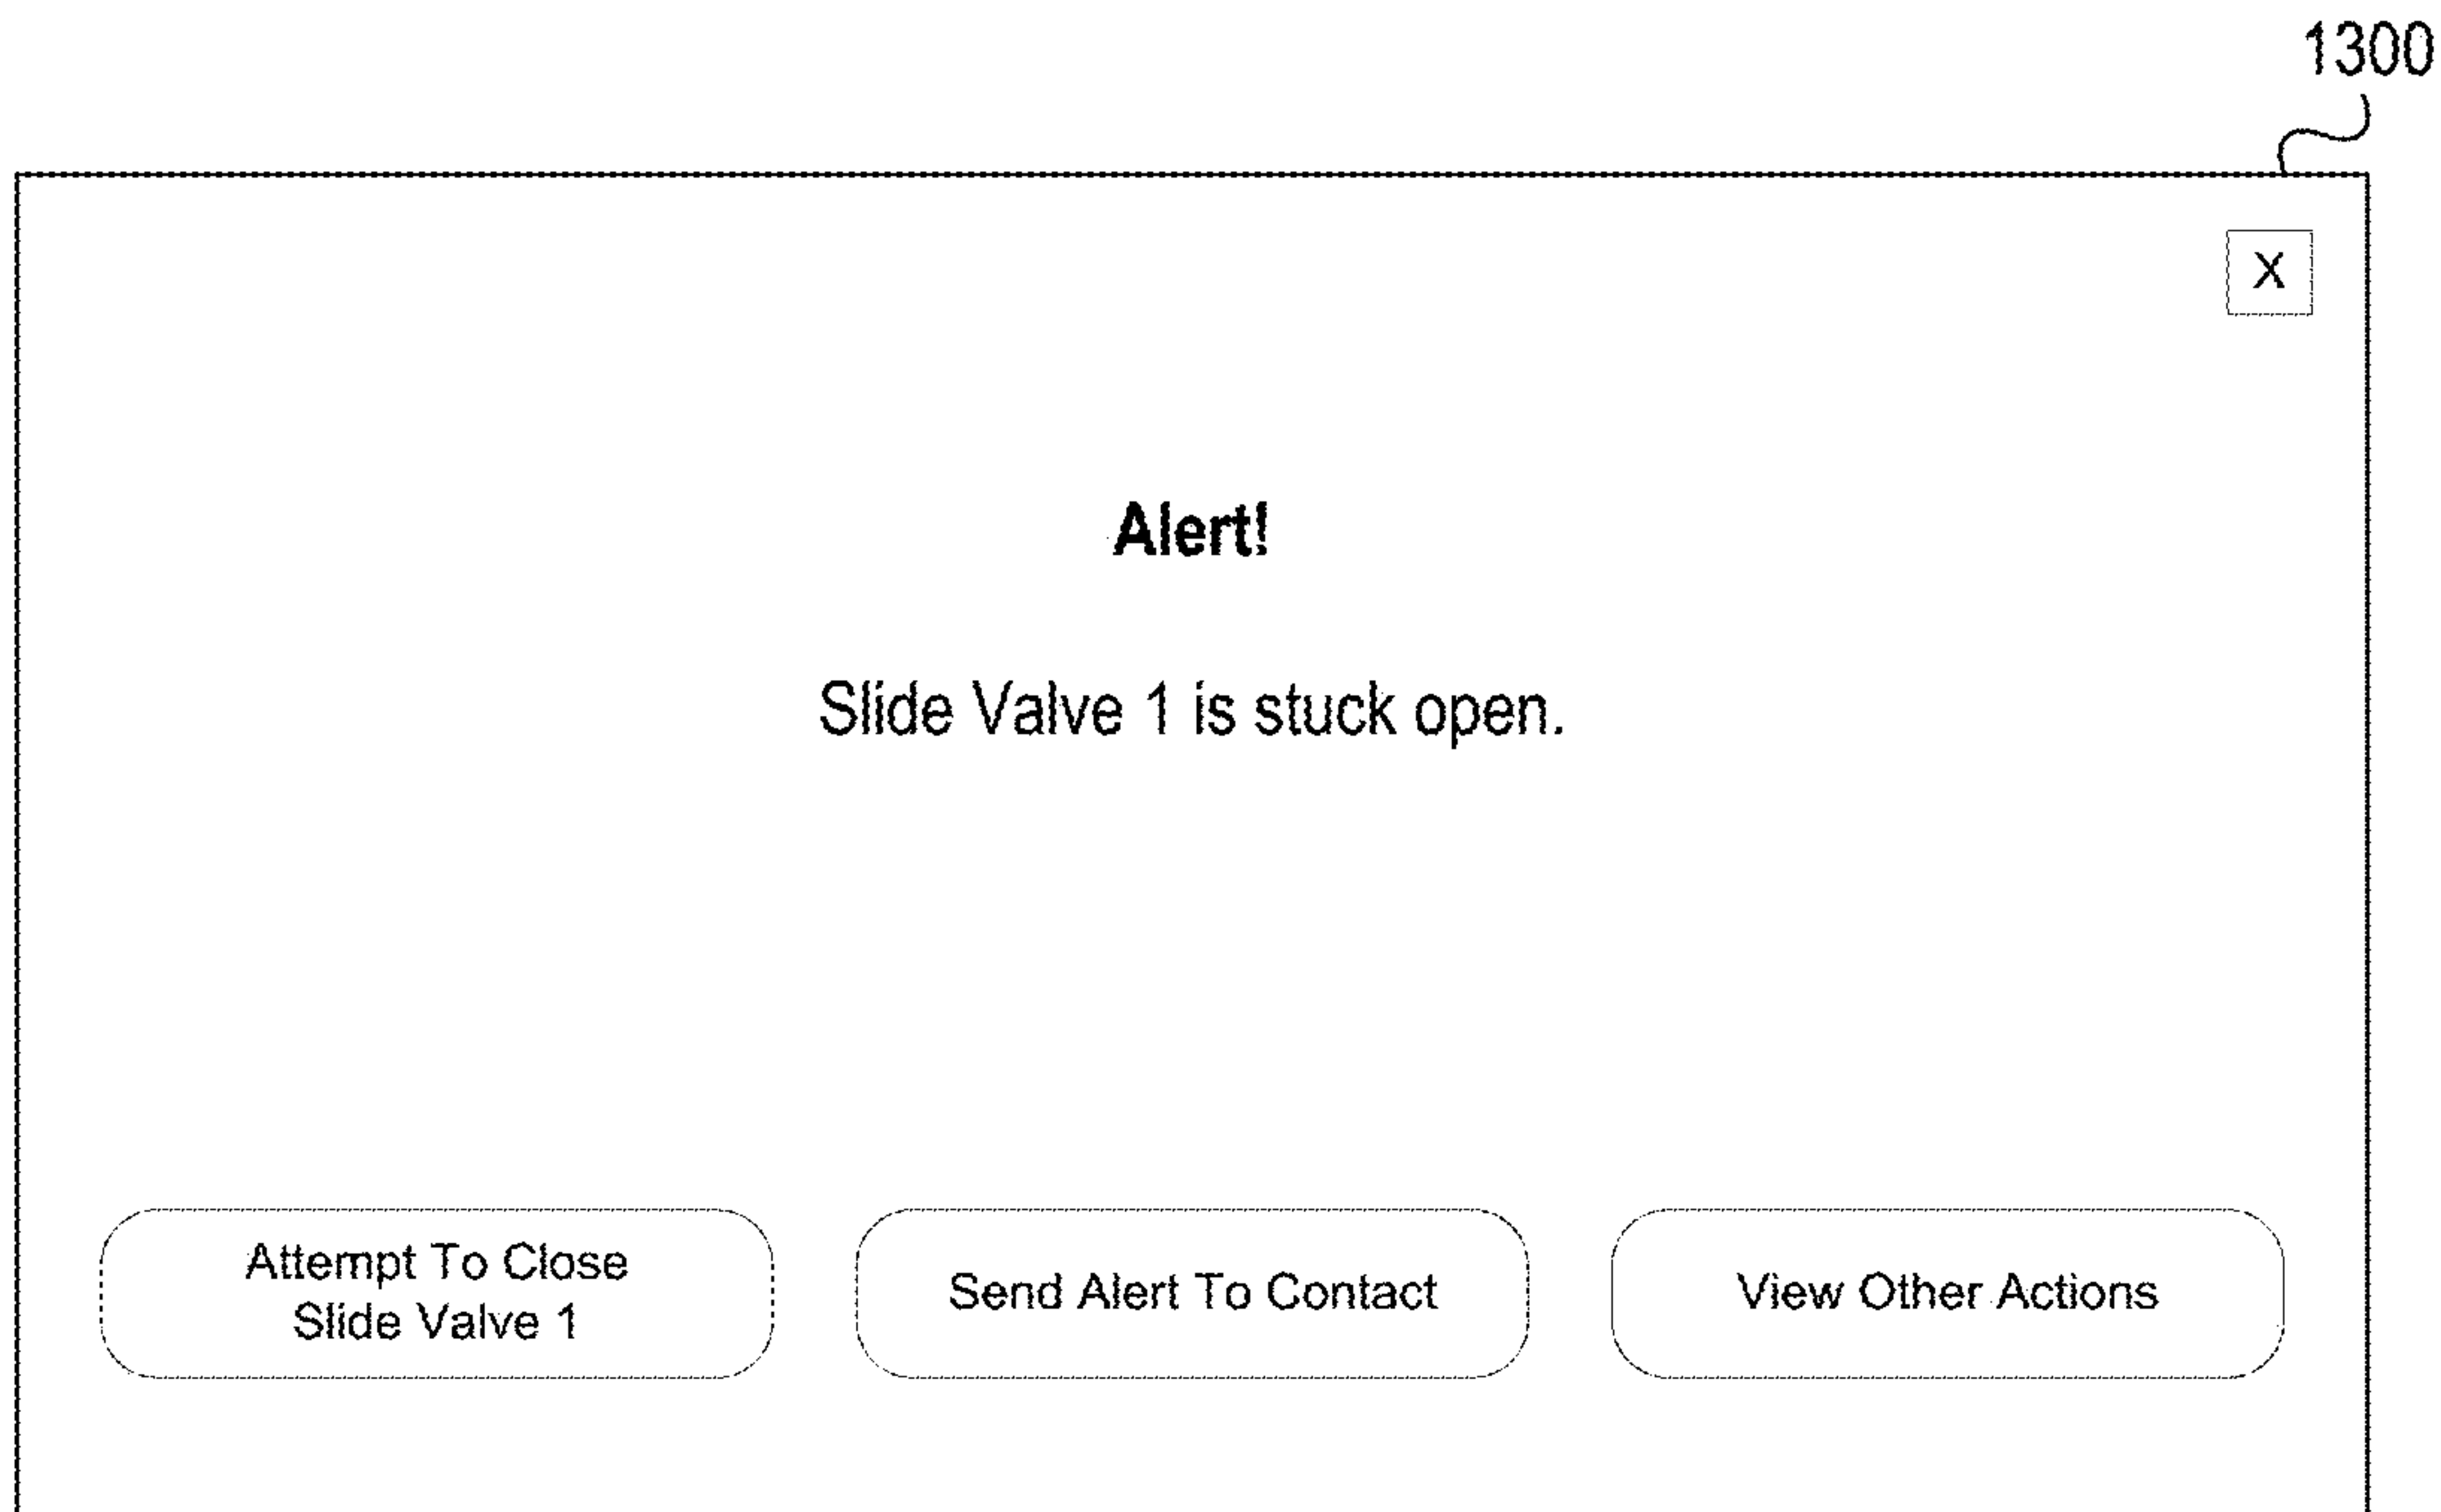 1300
X
Alert!
Slide Valve 1 is stuck open.
Attempt To Close
Slide Valve 1
Send Alert To Contact
View Other Actions